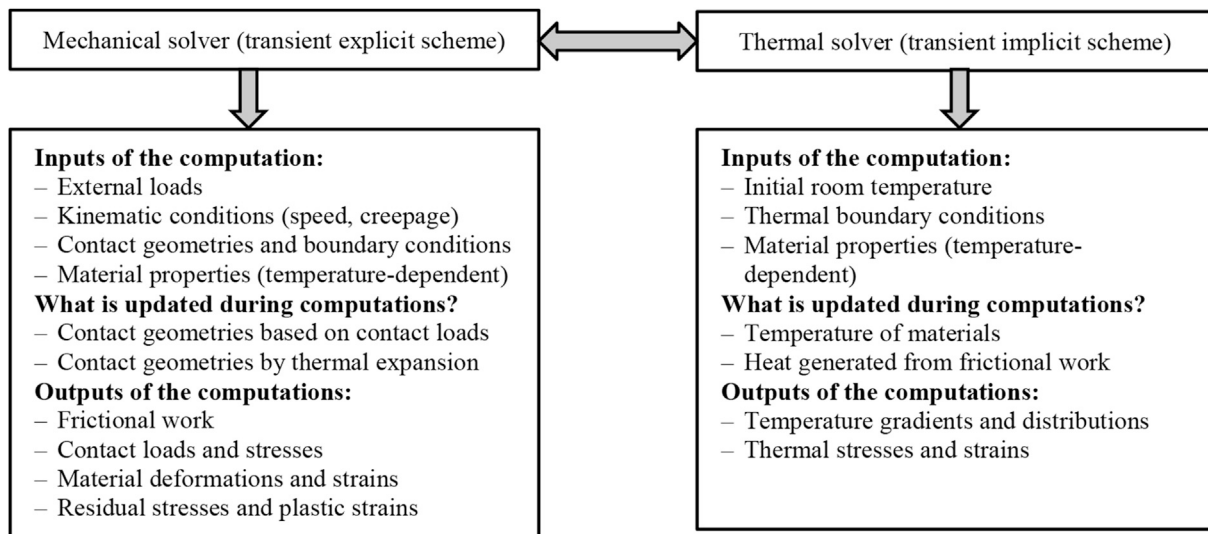 Mechanical solver (transient explicit scheme)
Thermal solver (transient implicit scheme)
Inputs of the computation:
– External loads
– Kinematic conditions (speed, creepage)
– Contact geometries and boundary conditions
– Material properties (temperature-dependent)
What is updated during computations?
– Contact geometries based on contact loads
– Contact geometries by thermal expansion
Outputs of the computations:
– Frictional work
– Contact loads and stresses
– Material deformations and strains
– Residual stresses and plastic strains
Inputs of the computation:
– Initial room temperature
– Thermal boundary conditions
– Material properties (temperature-
dependent)
What is updated during computations?
– Temperature of materials
– Heat generated from frictional work
Outputs of the computations:
– Temperature gradients and distributions
– Thermal stresses and strains